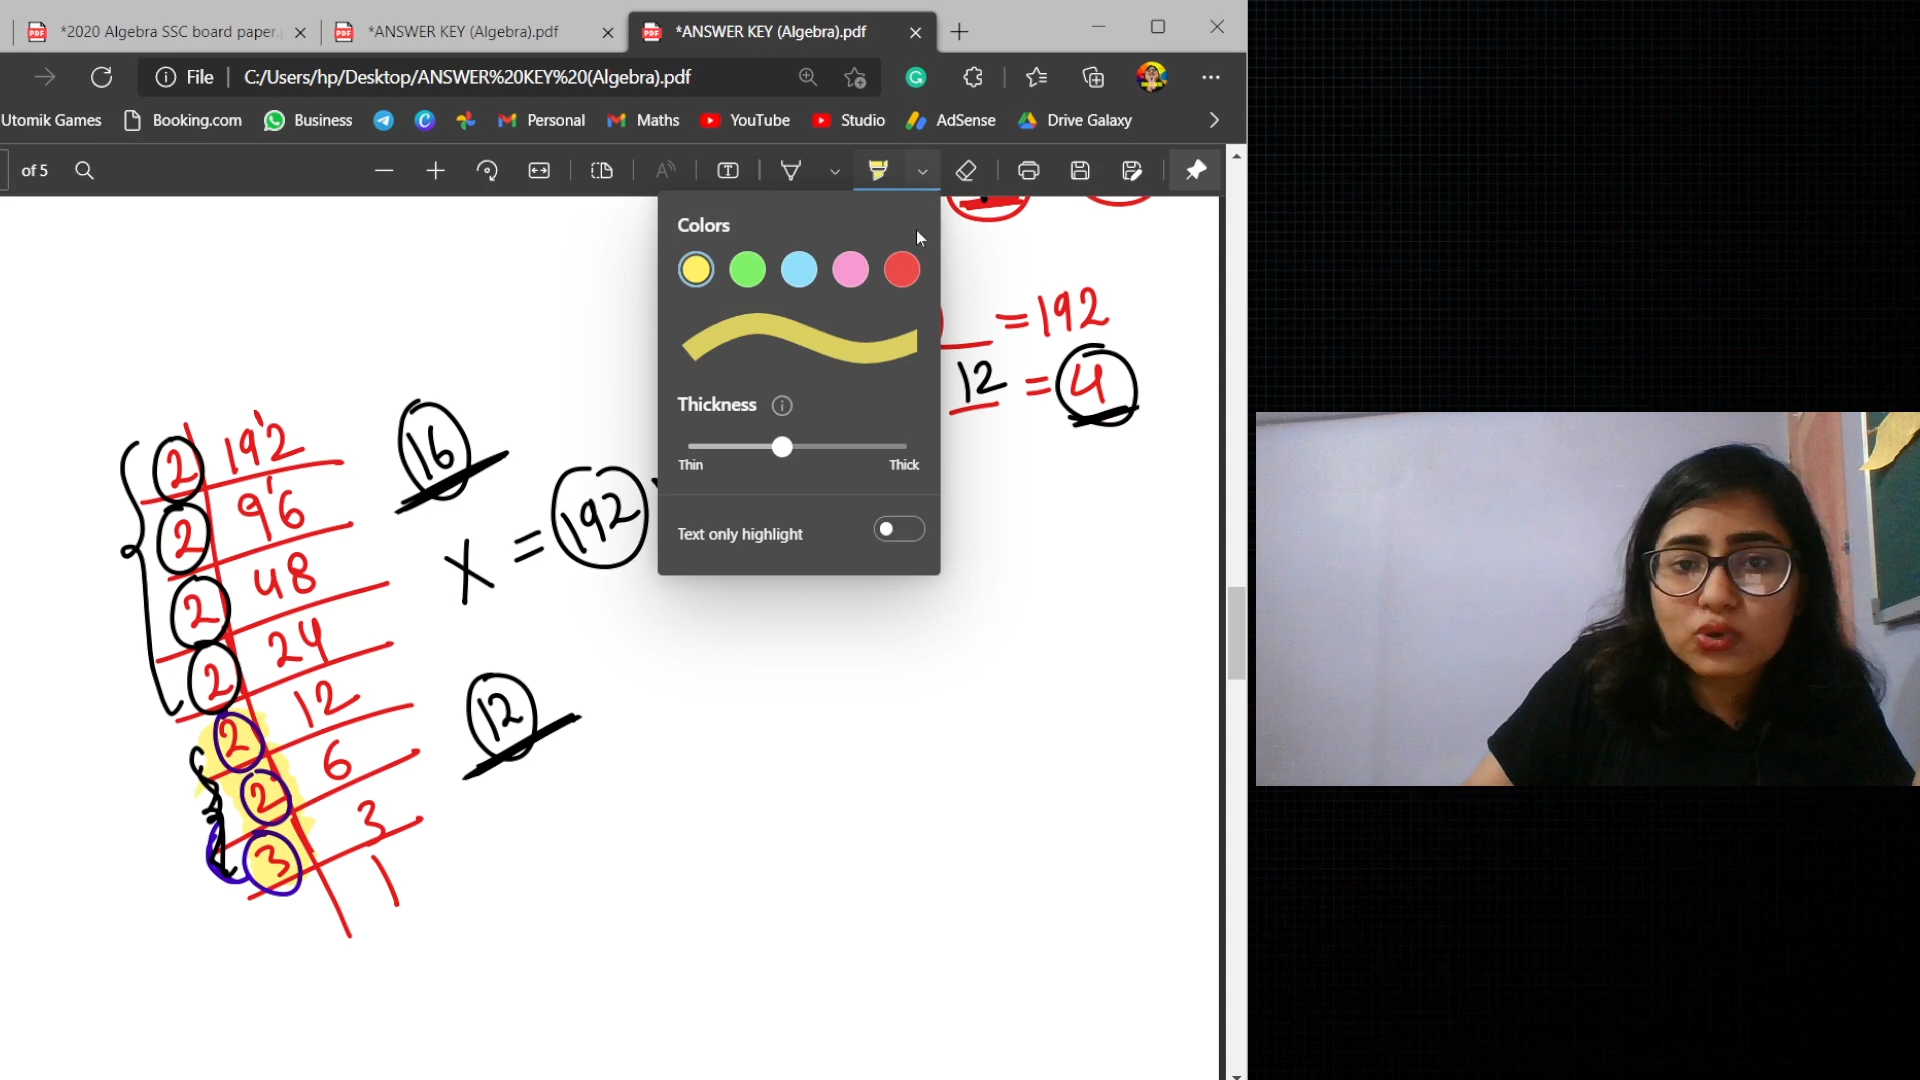 *2020 Algebra SSC board paper.
*ANSWER KEY (Algebra).pdf
*ANSWER KEY (Algebra).pdf
File
C:/Users/hp/Desktop/ANSWER%20KEY%20(Algebra).pdf
Utomik Games
Booking.com
Business
Personal
Maths
YouTube
Studio
AdSense
Drive Galaxy
of 5
Colors
Thickness
Thin
Thick
Text only highlight
=192
12 = 4
2 192
2 96
2 48
2 24
2 12
2 6
3 3
1
16
x = 192
12